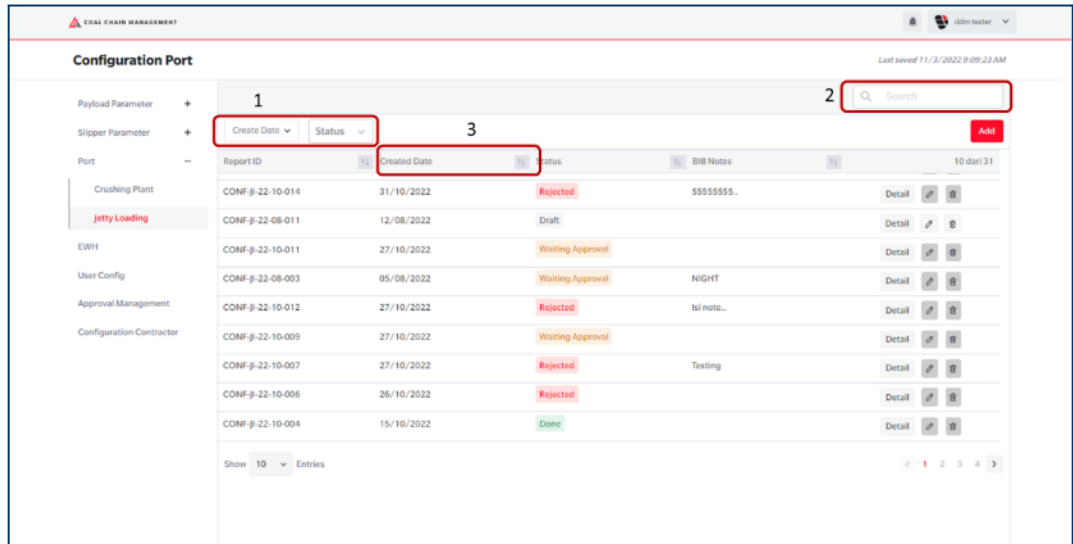 COAL CHAIN MANAGEMENT
ddm tester
Configuration Port
Last saved 11/3/2022 9:09:23 AM
Payload Parameter +
Slipper Parameter +
Port −
Crushing Plant
Jetty Loading
EWH
User Config
Approval Management
Configuration Contractor
1
2
Search
Create Date
Status
3
Add
Report ID Created Date Status BIB Notes 10 dari 31
CONF-JI-22-10-014 31/10/2022 Rejected SSSSSSSS.. Detail
CONF-JI-22-08-011 12/08/2022 Draft Detail
CONF-JI-22-10-011 27/10/2022 Waiting Approval Detail
CONF-JI-22-08-003 05/08/2022 Waiting Approval NIGHT Detail
CONF-JI-22-10-012 27/10/2022 Rejected Isi note... Detail
CONF-JI-22-10-009 27/10/2022 Waiting Approval Detail
CONF-JI-22-10-007 27/10/2022 Rejected Testing Detail
CONF-JI-22-10-006 26/10/2022 Rejected Detail
CONF-JI-22-10-004 15/10/2022 Done Detail
Show 10 Entries
< 1 2 3 4 >